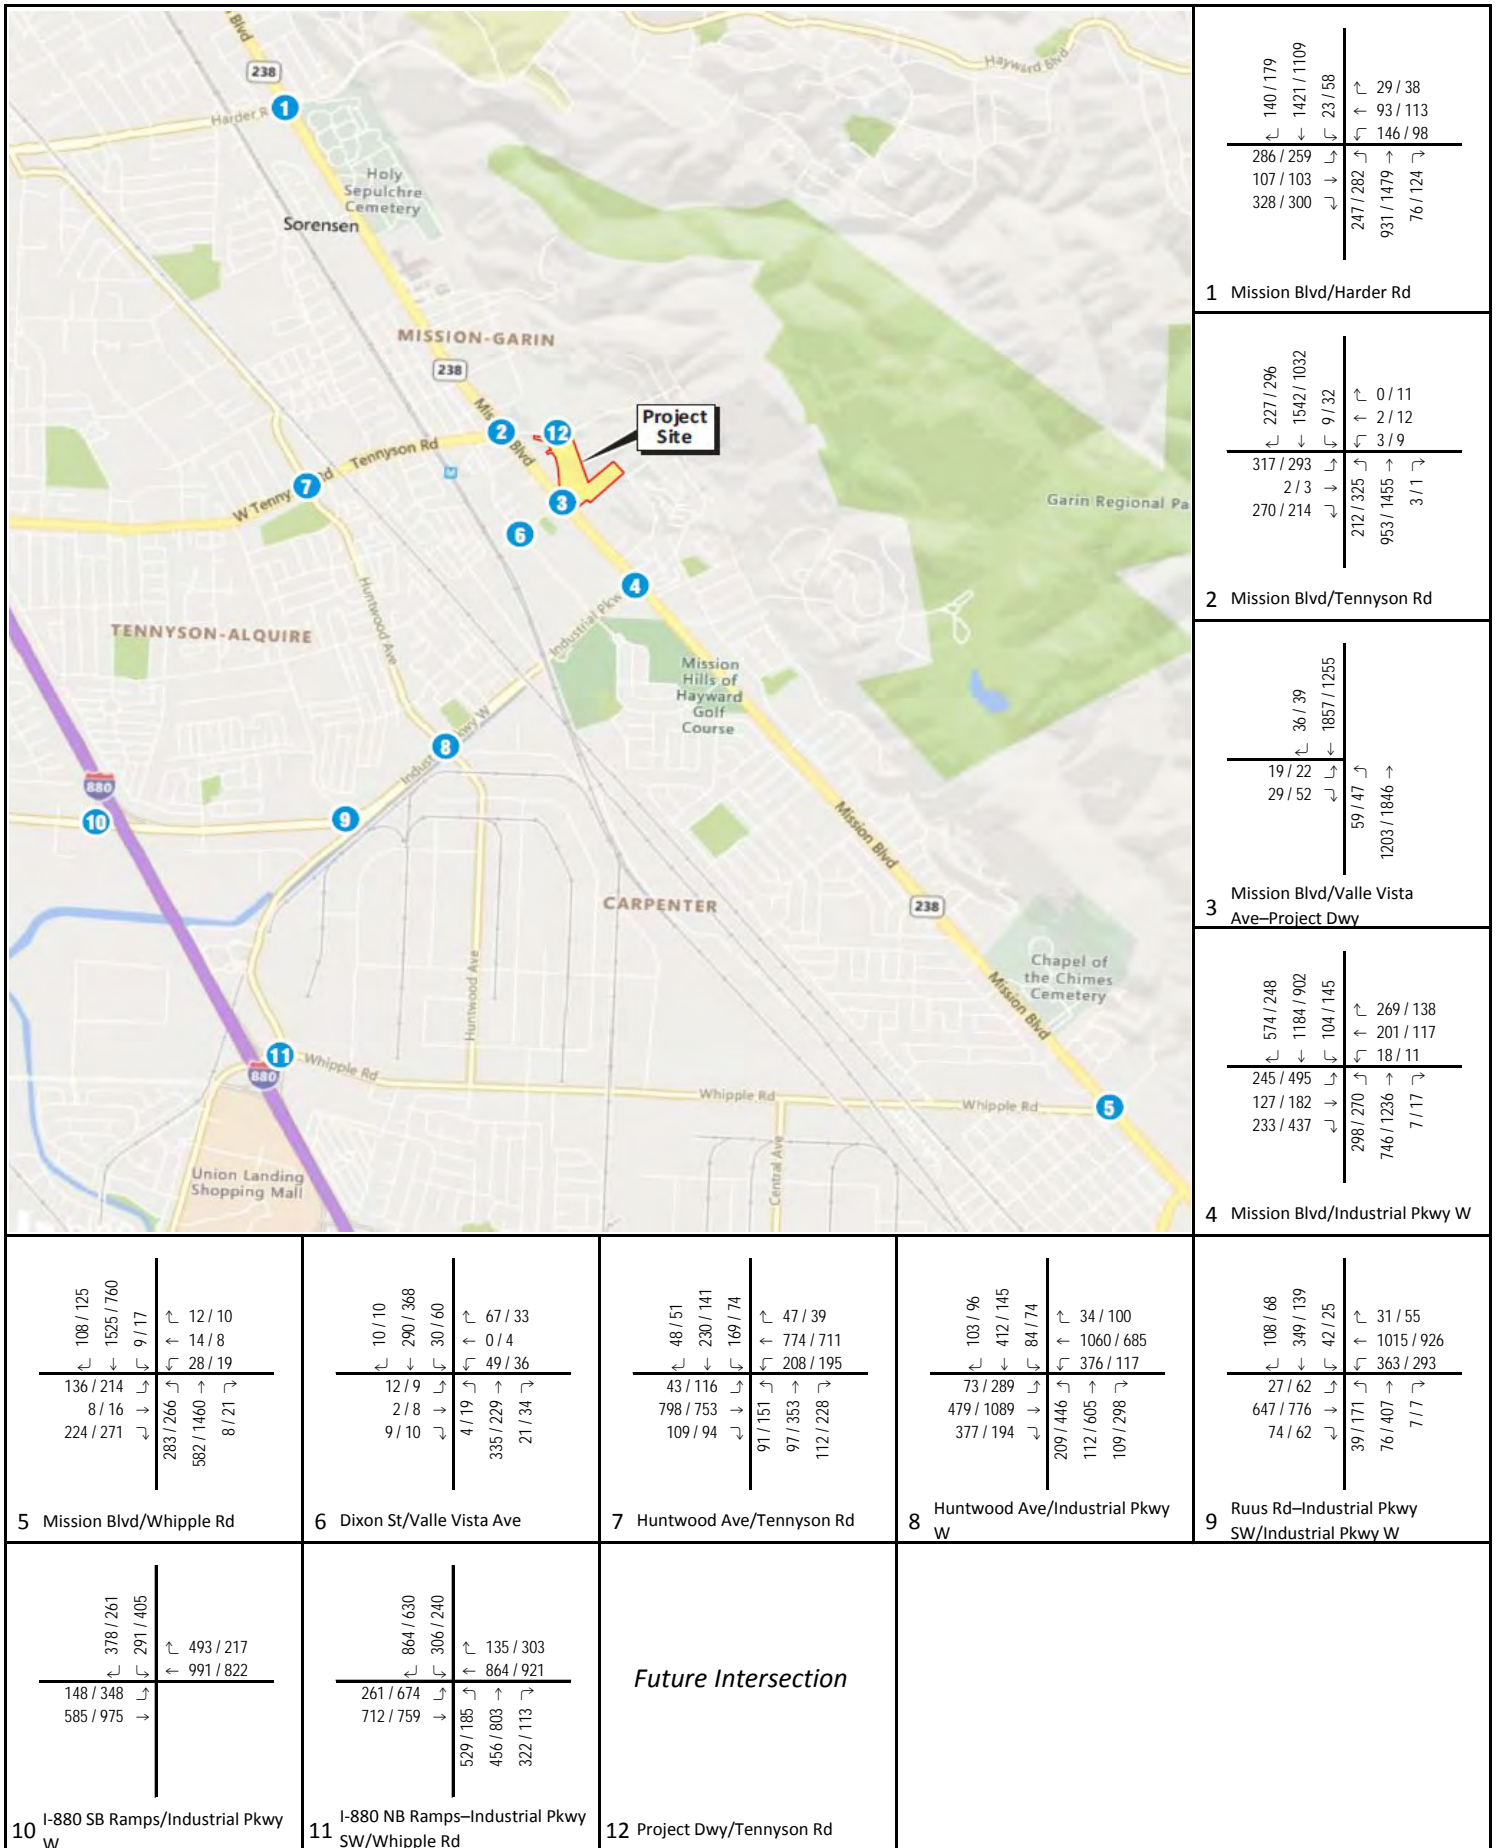 Blvd
238
1
Harder R
Hayward Blvd
Holy
Sepulchre
Cemetery
Sorensen
MISSION-GARIN
238
Mis
Blvd
2
12
Project
Site
Tennyson Rd
7
W Tenny
Rd
3
6
Garin Regional Pa
4
Industrial Pkw
Huntwood Ave
TENNYSON-ALQUIRE
Mission
Hills of
Hayward
Golf
Course
8
Indust
kwy W
880
10
9
Mission Blvd
CARPENTER
238
Chapel of
the Chimes
Cemetery
Mission Blvd
Huntwood Ave
11
880
Whipple Rd
Whipple Rd
Whipple Rd
5
Central Ave
Union Landing
Shopping Mall
140 / 179
1421 / 1109
23 / 58
↑ 29 / 38
← 93 / 113
146 / 98
286 / 259
107 / 103 →
328 / 300
247 / 282
931 / 1479
76 / 124
1 Mission Blvd/Harder Rd
227 / 296
1542 / 1032
9 / 32
0 / 11
← 2 / 12
3 / 9
317 / 293
2 / 3 →
270 / 214
212 / 325
953 / 1455
3 / 1
2 Mission Blvd/Tennyson Rd
36 / 39
1857 / 1255
19 / 22
29 / 52
59 / 47
1203 / 1846
3 Mission Blvd/Valle Vista
Ave–Project Dwy
574 / 248
1184 / 902
104 / 145
269 / 138
← 201 / 117
18 / 11
245 / 495
127 / 182 →
233 / 437
298 / 270
746 / 1236
7 / 17
4 Mission Blvd/Industrial Pkwy W
108 / 125
1525 / 760
9 / 17
12 / 10
← 14 / 8
28 / 19
136 / 214
8 / 16 →
224 / 271
283 / 266
582 / 1460
8 / 21
5 Mission Blvd/Whipple Rd
10 / 10
290 / 368
30 / 60
67 / 33
← 0 / 4
49 / 36
12 / 9
2 / 8 →
9 / 10
4 / 19
335 / 229
21 / 34
6 Dixon St/Valle Vista Ave
48 / 51
230 / 141
169 / 74
47 / 39
← 774 / 711
208 / 195
43 / 116
798 / 753 →
109 / 94
91 / 151
97 / 353
112 / 228
7 Huntwood Ave/Tennyson Rd
103 / 96
412 / 145
84 / 74
34 / 100
← 1060 / 685
376 / 117
73 / 289
479 / 1089 →
377 / 194
209 / 446
112 / 605
109 / 298
8 Huntwood Ave/Industrial Pkwy
W
108 / 68
349 / 139
42 / 25
31 / 55
← 1015 / 926
363 / 293
27 / 62
647 / 776 →
74 / 62
39 / 171
76 / 407
7 / 7
9 Ruus Rd–Industrial Pkwy
SW/Industrial Pkwy W
378 / 261
291 / 405
493 / 217
← 991 / 822
148 / 348
585 / 975 →
10 I-880 SB Ramps/Industrial Pkwy
W
864 / 630
306 / 240
135 / 303
← 864 / 921
261 / 674
712 / 759 →
529 / 185
456 / 803
322 / 113
11 I-880 NB Ramps–Industrial Pkwy
SW/Whipple Rd
Future Intersection
12 Project Dwy/Tennyson Rd